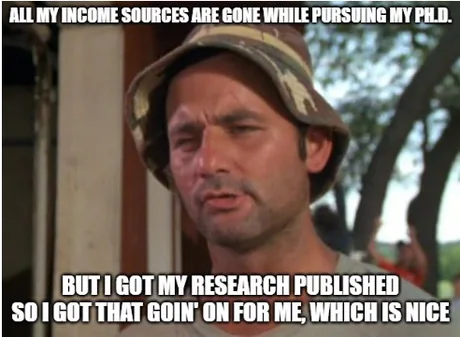 ALL MY INCOME SOURCES ARE GONE WHILE PURSUING MY PH.D.
BUT I GOT MY RESEARCH PUBLISHED
SO I GOT THAT GOIN' ON FOR ME, WHICH IS NICE